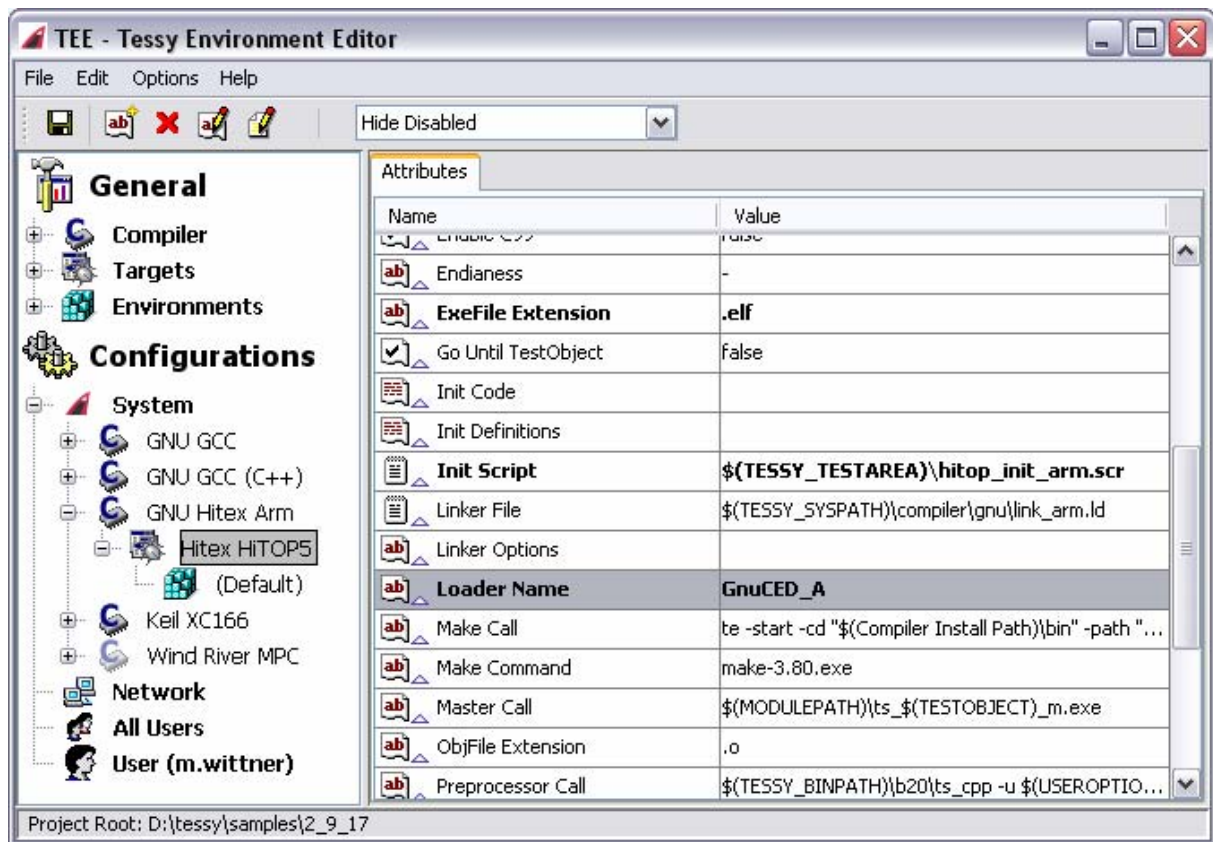 TEE - Tessy Environment Editor
File Edit Options Help
Hide Disabled
General
Compiler
Targets
Environments
Configurations
System
GNU GCC
GNU GCC (C++)
GNU Hitex Arm
Hitex HiTOP5
(Default)
Keil XC166
Wind River MPC
Network
All Users
User (m.wittner)
Attributes
Name Value
Endianess -
ExeFile Extension .elf
Go Until TestObject false
Init Code
Init Definitions
Init Script $(TESSY_TESTAREA)\hitop_init_arm.scr
Linker File $(TESSY_SYSPATH)\compiler\gnu\link_arm.ld
Linker Options
Loader Name GnuCED_A
Make Call te -start -cd "$(Compiler Install Path)\bin" -path "...
Make Command make-3.80.exe
Master Call $(MODULEPATH)\ts_$(TESTOBJECT)_m.exe
ObjFile Extension .o
Preprocessor Call $(TESSY_BINPATH)\b20\ts_cpp -u $(USEROPTIO...
Project Root: D:\tessy\samples\2_9_17